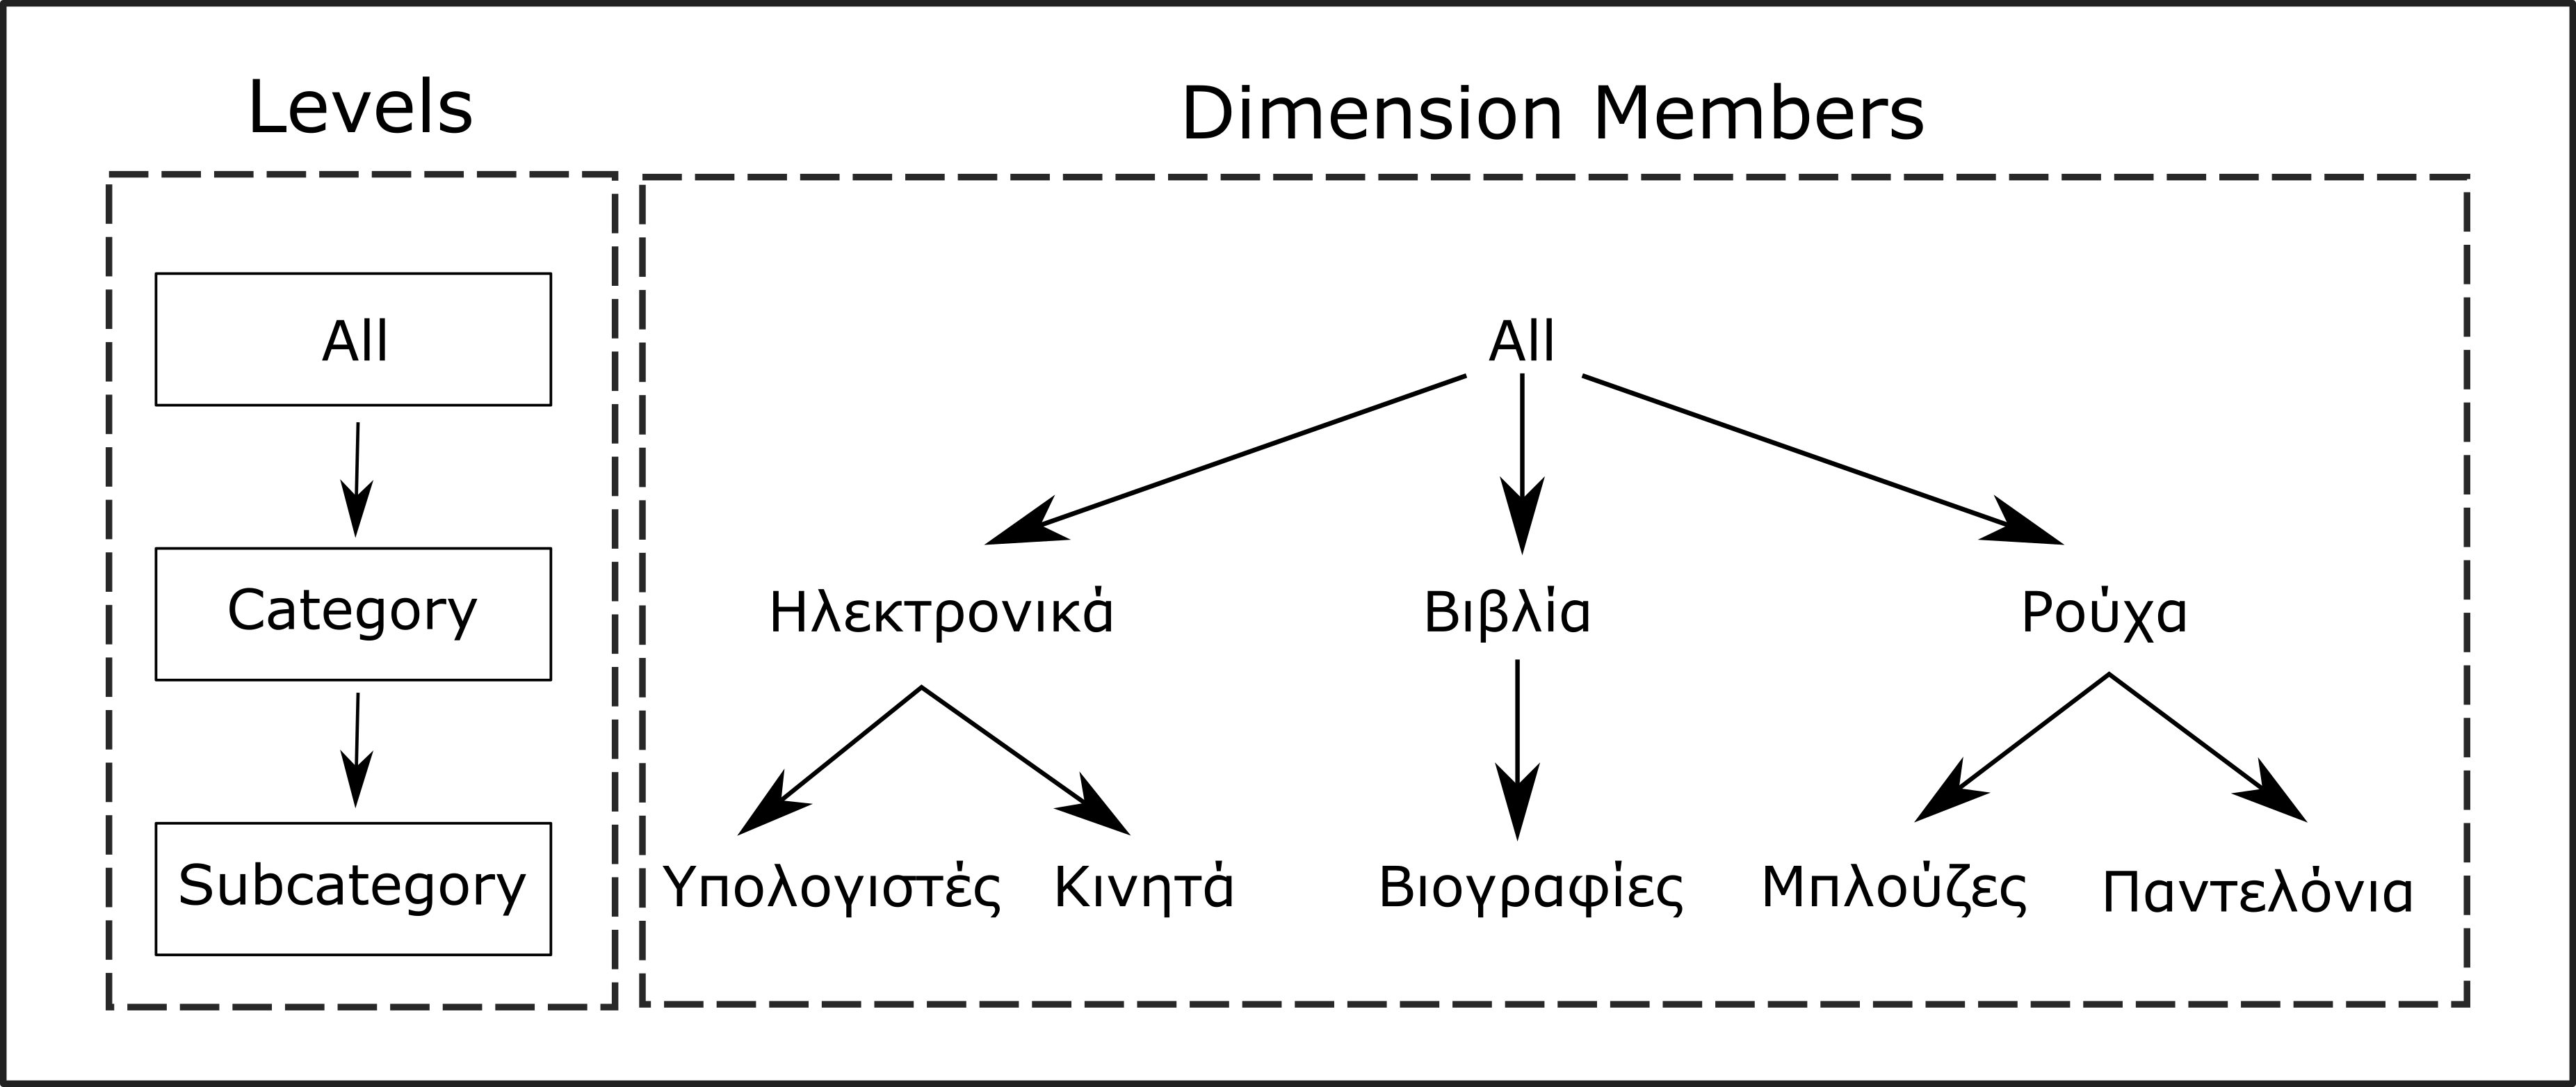 Levels
Dimension Members
All
Category
Subcategory
All
Ηλεκτρονικά
Βιβλία
Ρούχα
Υπολογιστές
Κινητά
Βιογραφίες
Μπλούζες
Παντελόνια